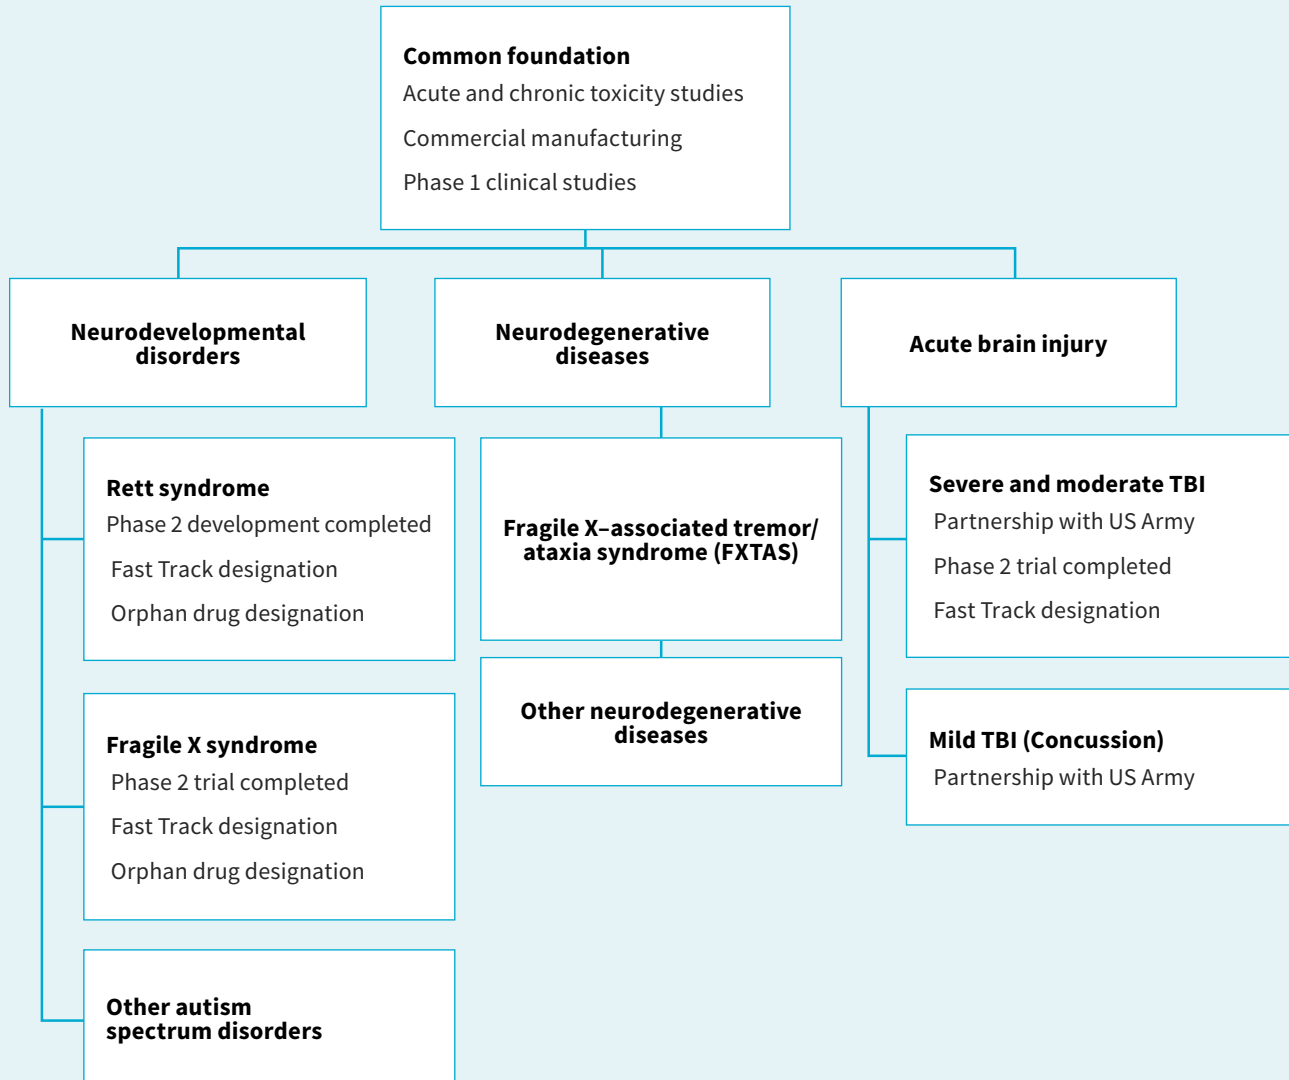 Common foundation
Acute and chronic toxicity studies
Commercial manufacturing
Phase 1 clinical studies
Neurodevelopmental
disorders
Neurodegenerative
diseases
Acute brain injury
Rett syndrome
Phase 2 development completed
Fast Track designation
Orphan drug designation
Fragile X syndrome
Phase 2 trial completed
Fast Track designation
Orphan drug designation
Other autism
spectrum disorders
Fragile X–associated tremor/
ataxia syndrome (FXTAS)
Other neurodegenerative
diseases
Severe and moderate TBI
Partnership with US Army
Phase 2 trial completed
Fast Track designation
Mild TBI (Concussion)
Partnership with US Army